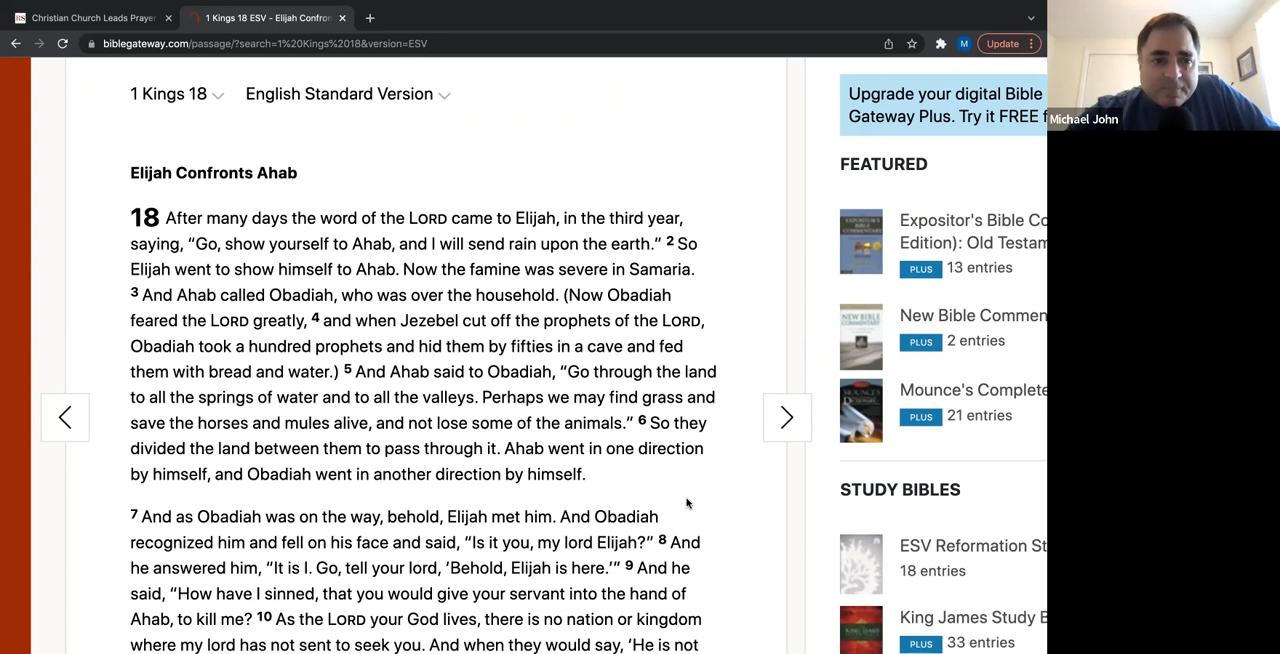 RS Christian Church Leads Prayer
1 Kings 18 ESV - Elijah Confron
biblegateway.com/passage/?search=1%20Kings%2018&version=ESV
M
Update
1 Kings 18 English Standard Version
Elijah Confronts Ahab
18 After many days the word of the LORD came to Elijah, in the third year,
saying, “Go, show yourself to Ahab, and I will send rain upon the earth.” 2 So
Elijah went to show himself to Ahab. Now the famine was severe in Samaria.
3 And Ahab called Obadiah, who was over the household. (Now Obadiah
feared the LORD greatly, 4 and when Jezebel cut off the prophets of the LORD,
Obadiah took a hundred prophets and hid them by fifties in a cave and fed
them with bread and water.) 5 And Ahab said to Obadiah, “Go through the land
to all the springs of water and to all the valleys. Perhaps we may find grass and
save the horses and mules alive, and not lose some of the animals.” 6 So they
divided the land between them to pass through it. Ahab went in one direction
by himself, and Obadiah went in another direction by himself.
7 And as Obadiah was on the way, behold, Elijah met him. And Obadiah
recognized him and fell on his face and said, “Is it you, my lord Elijah?” 8 And
he answered him, “It is I. Go, tell your lord, ‘Behold, Elijah is here.’” 9 And he
said, “How have I sinned, that you would give your servant into the hand of
Ahab, to kill me? 10 As the LORD your God lives, there is no nation or kingdom
where my lord has not sent to seek you. And when they would say, ‘He is not
Upgrade your digital Bible
Gateway Plus. Try it FREE f
FEATURED
Expositor's Bible Co
Edition): Old Testam
PLUS 13 entries
NEW BIBLE
COMMENTARY
New Bible Commen
PLUS 2 entries
Mounce's Complete
PLUS 21 entries
STUDY BIBLES
ESV Reformation St
18 entries
King James Study B
PLUS 33 entries
Michael John